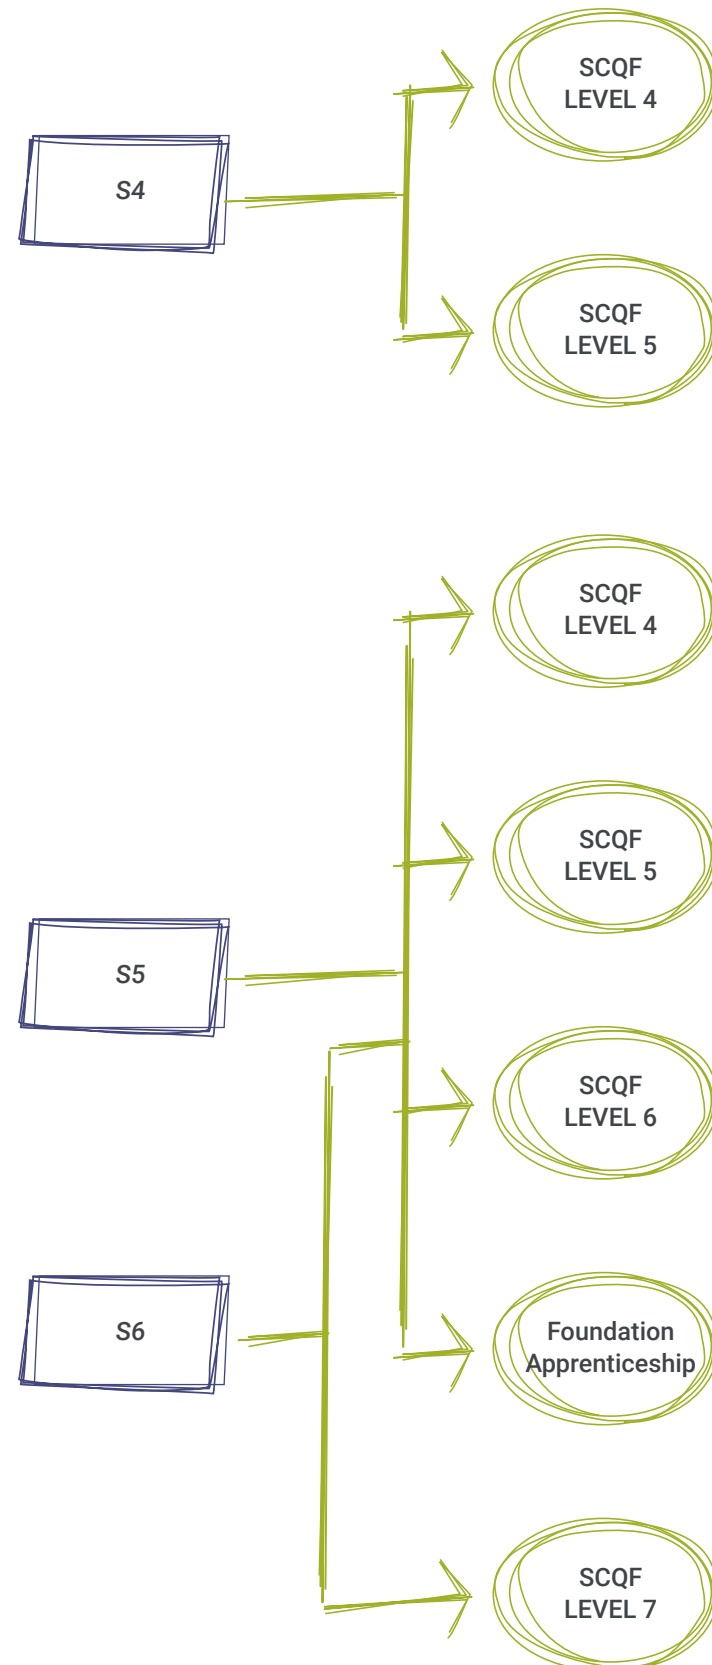 SCQF
LEVEL 4
S4
SCQF
LEVEL 5
SCQF
LEVEL 4
SCQF
LEVEL 5
S5
SCQF
LEVEL 6
S6
Foundation
Apprenticeship
SCQF
LEVEL 7